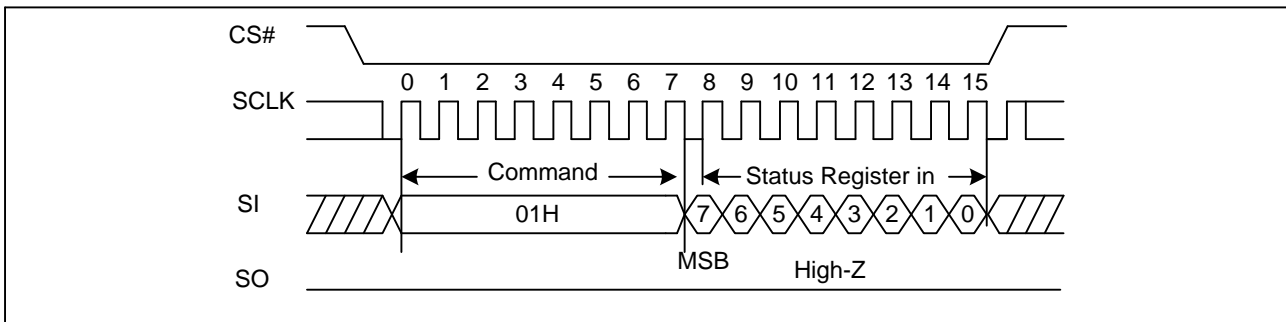 CS#
0 1 2 3 4 5 6 7 8 9 10 11 12 13 14 15
SCLK
Command Status Register in
SI 01H 7 6 5 4 3 2 1 0
MSB High-Z
SO